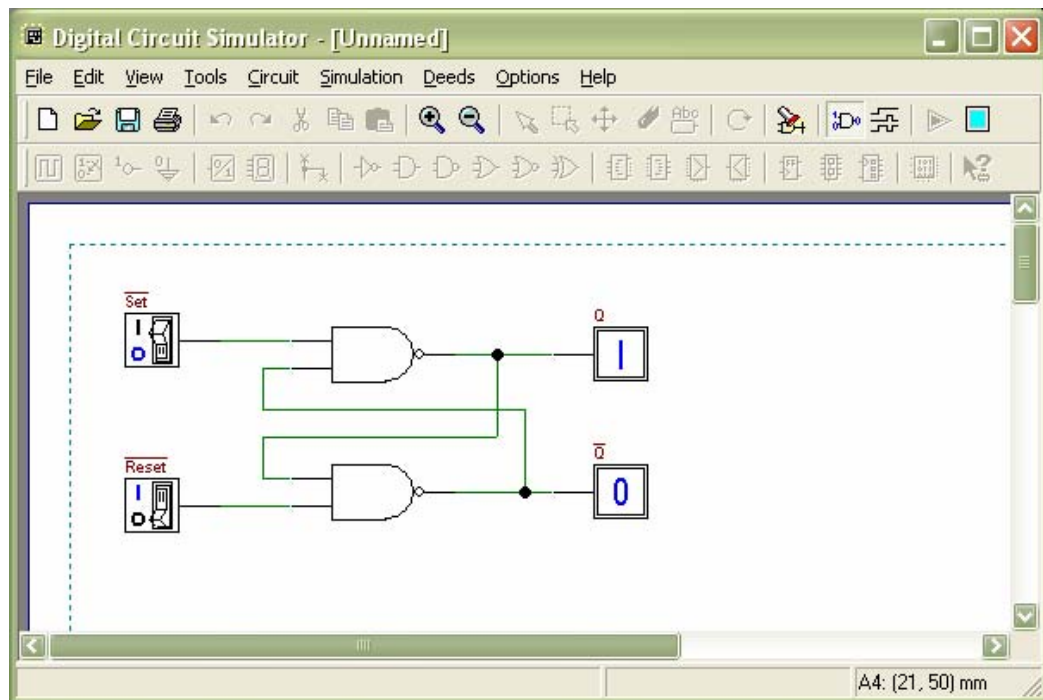 Digital Circuit Simulator - [Unnamed]
File Edit View Tools Circuit Simulation Deeds Options Help
Abc
Set
I
O
Q
I
Reset
I
O
Q
0
A4: (21, 50) mm